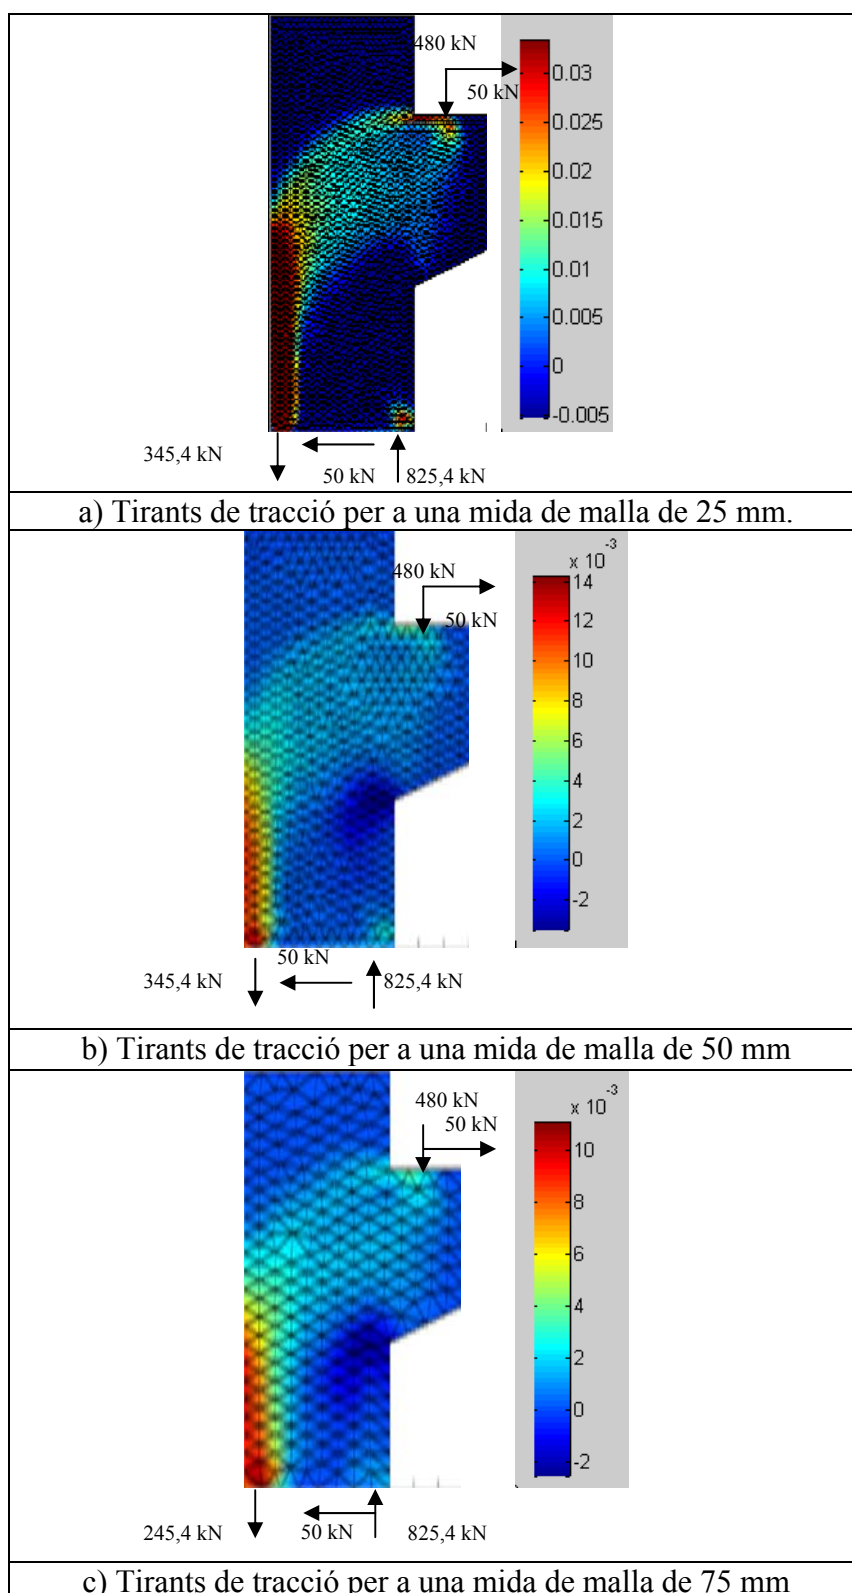 480 kN
50 kN
0.03
0.025
0.02
0.015
0.01
0.005
0
-0.005
345,4 kN
50 kN
825,4 kN
a) Tirants de tracció per a una mida de malla de 25 mm.
x 10⁻³
480 kN
50 kN
14
12
10
8
6
4
2
0
-2
50 kN
345,4 kN
825,4 kN
b) Tirants de tracció per a una mida de malla de 50 mm
480 kN
50 kN
x 10⁻³
10
8
6
4
2
0
-2
245,4 kN
50 kN
825,4 kN
c) Tirants de tracció per a una mida de malla de 75 mm